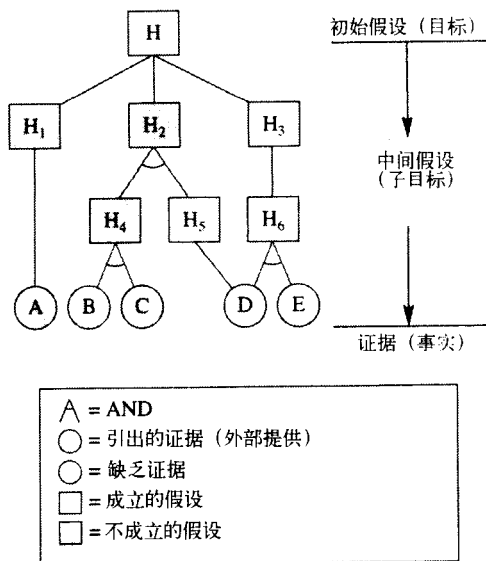 H
初始假设（目标）
H₁
H₂
H₃
中间假设
（子目标）
H₄
H₅
H₆
A
B
C
D
E
证据（事实）
= AND
= 引出的证据（外部提供）
= 缺乏证据
= 成立的假设
= 不成立的假设